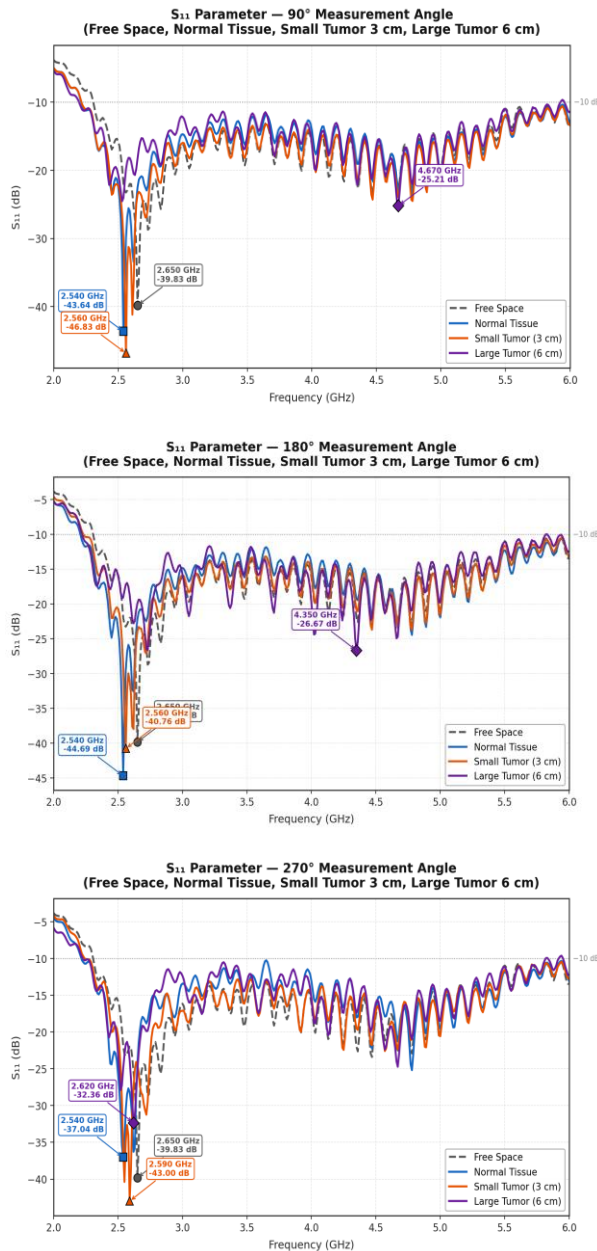 S₁₁ Parameter — 90° Measurement Angle
(Free Space, Normal Tissue, Small Tumor 3 cm, Large Tumor 6 cm)
−10
−20
−30
−40
S₁₁ (dB)
−10 dB
4.670 GHz
-25.21 dB
2.650 GHz
-39.83 dB
2.540 GHz
-43.64 dB
2.560 GHz
-46.83 dB
Free Space
Normal Tissue
Small Tumor (3 cm)
Large Tumor (6 cm)
2.0 2.5 3.0 3.5 4.0 4.5 5.0 5.5 6.0
Frequency (GHz)
S₁₁ Parameter — 180° Measurement Angle
(Free Space, Normal Tissue, Small Tumor 3 cm, Large Tumor 6 cm)
−5
−10
−15
−20
−25
−30
−35
−40
−45
S₁₁ (dB)
−10 dB
4.350 GHz
-26.67 dB
2.650 GHz
2.560 GHz
-40.76 dB
2.540 GHz
-44.69 dB
Free Space
Normal Tissue
Small Tumor (3 cm)
Large Tumor (6 cm)
2.0 2.5 3.0 3.5 4.0 4.5 5.0 5.5 6.0
Frequency (GHz)
S₁₁ Parameter — 270° Measurement Angle
(Free Space, Normal Tissue, Small Tumor 3 cm, Large Tumor 6 cm)
−5
−10
−15
−20
−25
−30
−35
−40
S₁₁ (dB)
−10 dB
2.620 GHz
-32.36 dB
2.540 GHz
-37.04 dB
2.650 GHz
-39.83 dB
2.590 GHz
-43.00 dB
Free Space
Normal Tissue
Small Tumor (3 cm)
Large Tumor (6 cm)
2.0 2.5 3.0 3.5 4.0 4.5 5.0 5.5 6.0
Frequency (GHz)